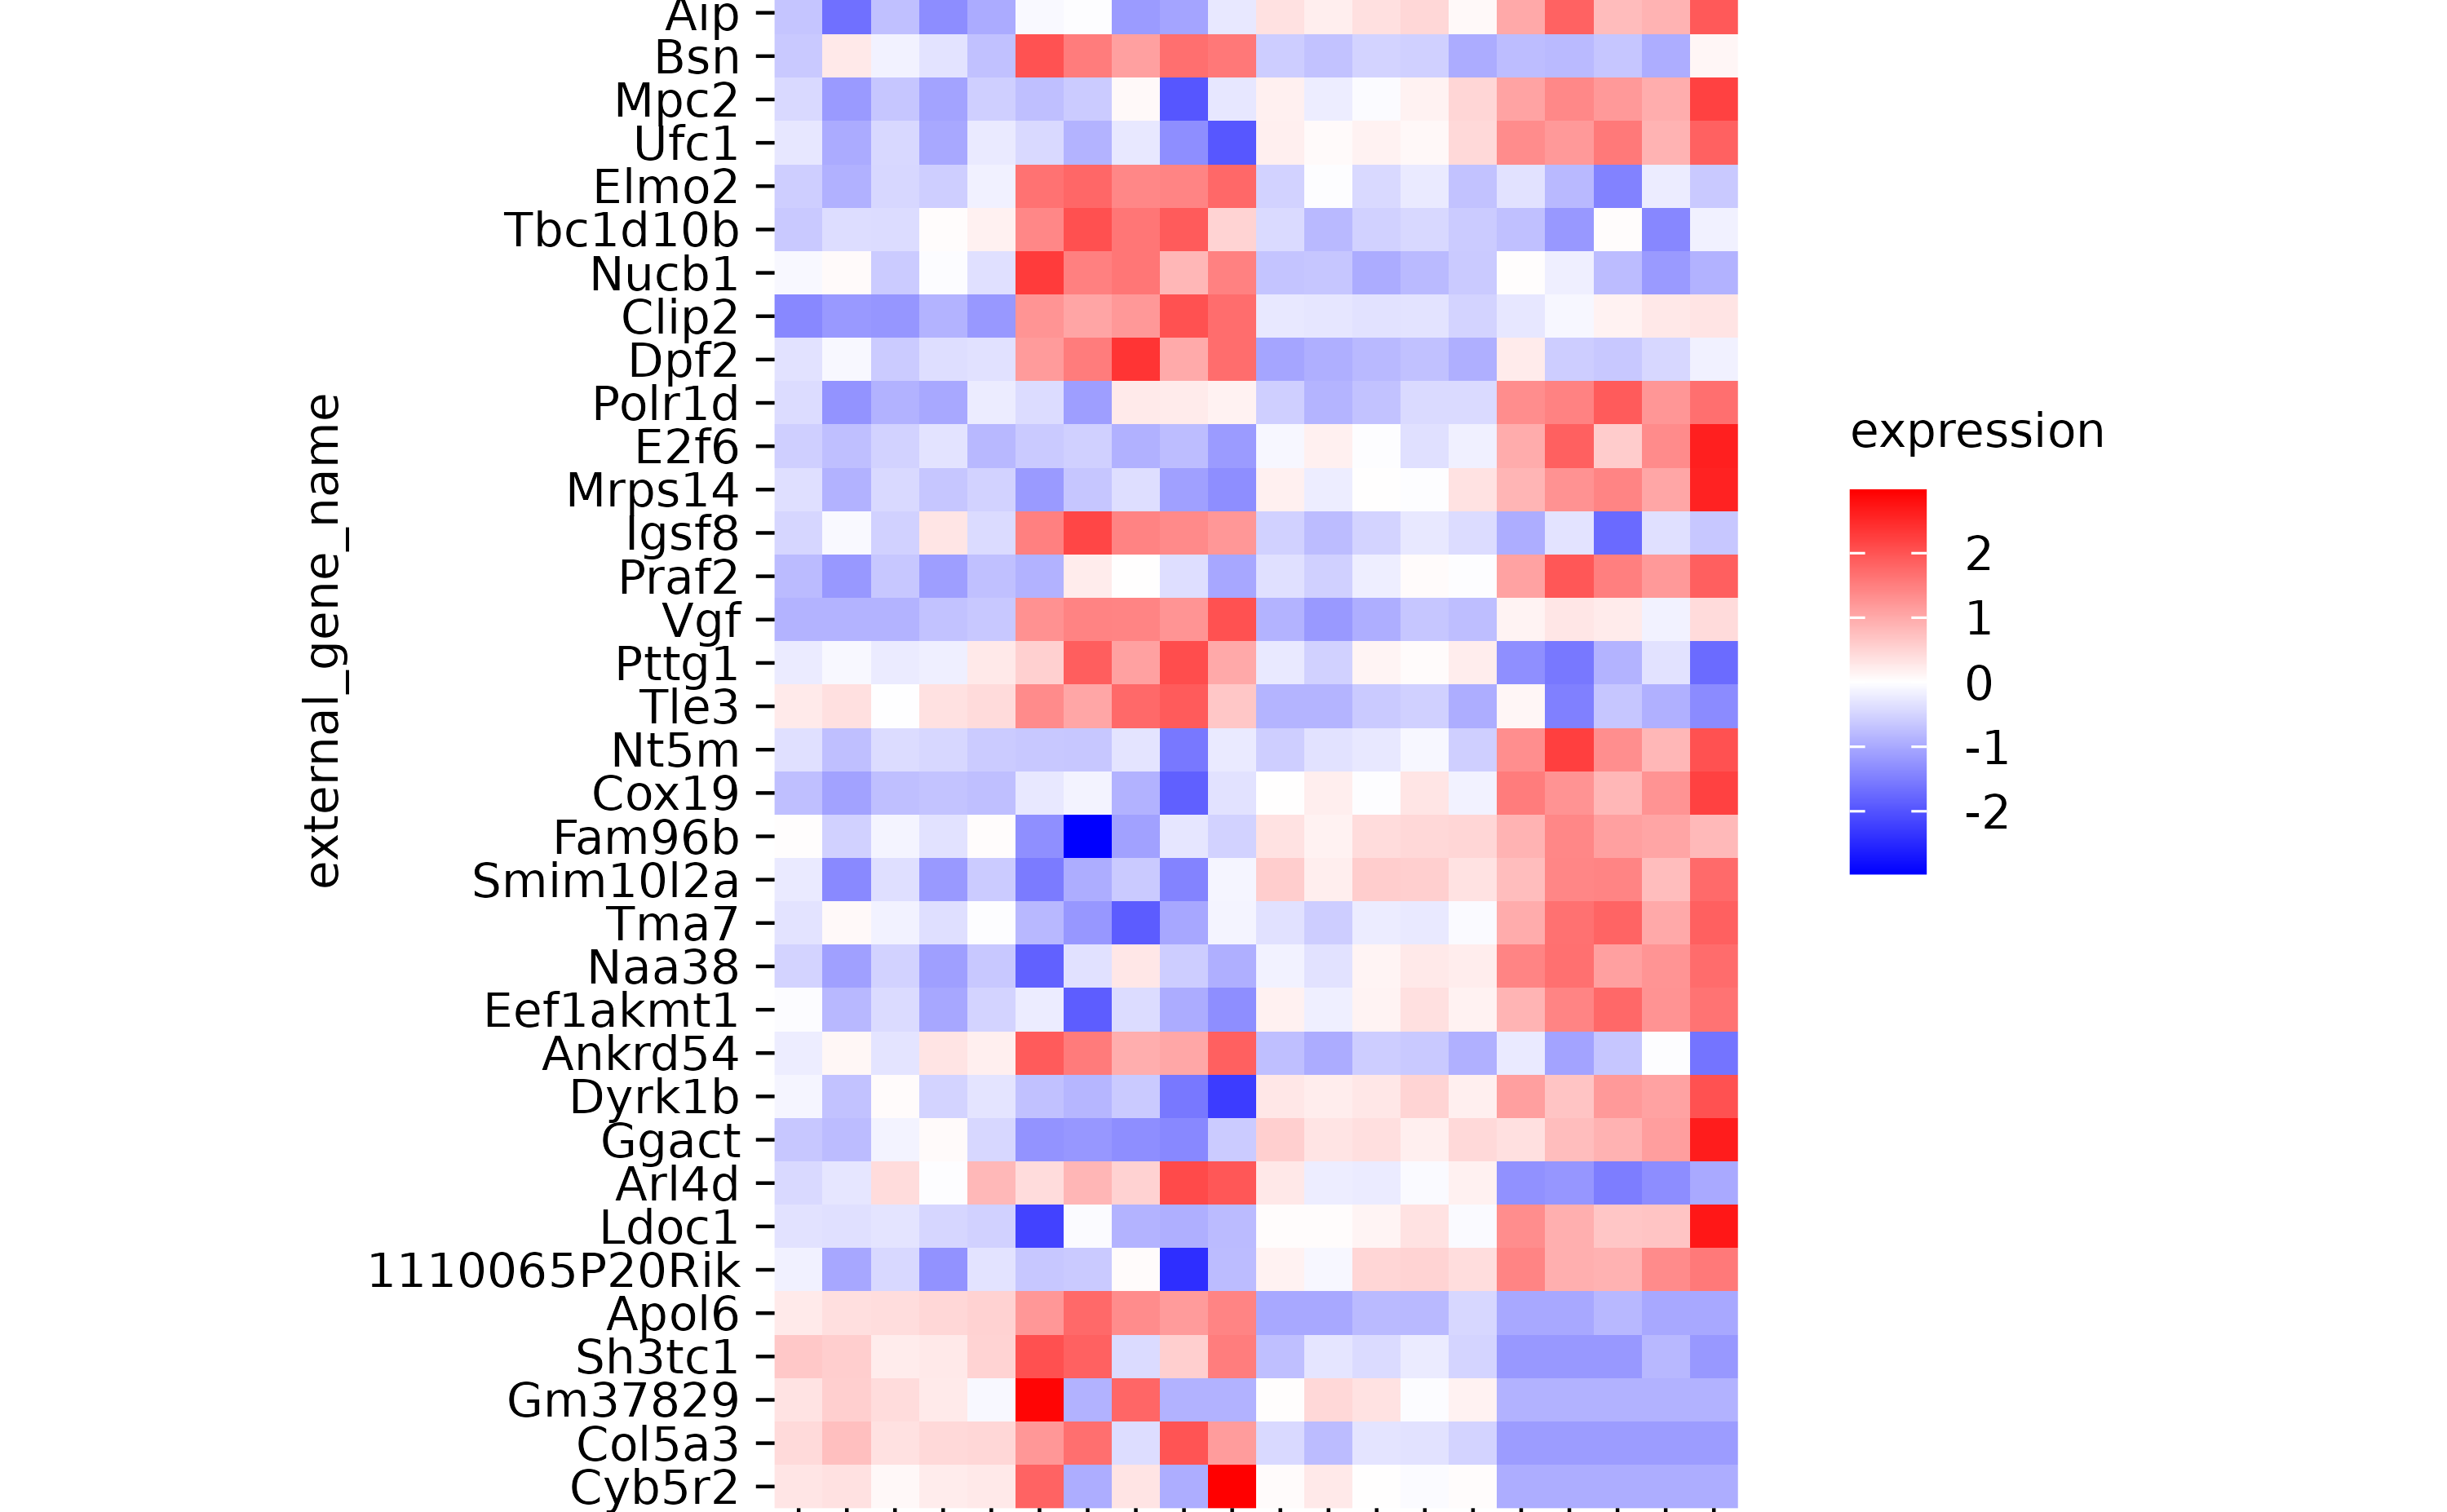 Aip
Bsn
Mpc2
Ufc1
Elmo2
Tbc1d10b
Nucb1
Clip2
Dpf2
Polr1d
E2f6
Mrps14
Igsf8
Praf2
Vgf
Pttg1
Tle3
Nt5m
Cox19
Fam96b
Smim10l2a
Tma7
Naa38
Eef1akmt1
Ankrd54
Dyrk1b
Ggact
Arl4d
Ldoc1
1110065P20Rik
Apol6
Sh3tc1
Gm37829
Col5a3
Cyb5r2
external_gene_name
expression
2
1
0
-1
-2